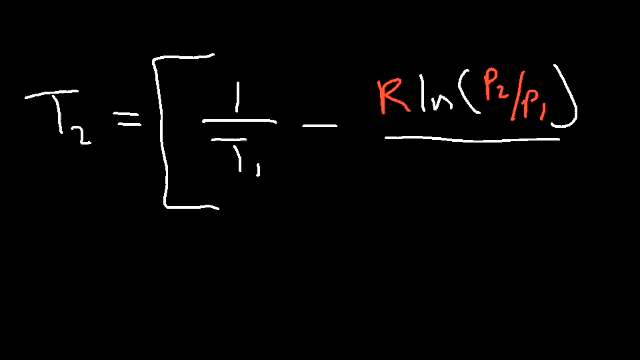 T₂ = [ 1/T₁ - R ln(P₂/P₁)